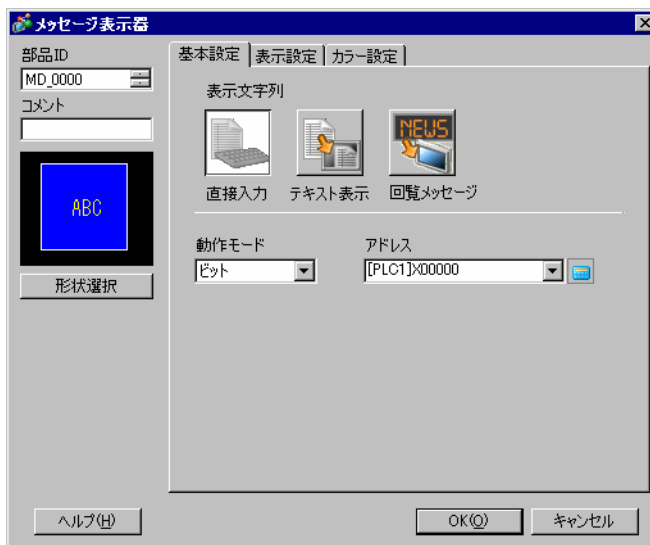 メッセージ表示器
部品ID
MD_0000
コメント
ABC
形状選択
基本設定
表示設定
カラー設定
表示文字列
NEWS
直接入力
テキスト表示
回覧メッセージ
動作モード
アドレス
ビット
[PLC1]X00000
ヘルプ(H)
OK(O)
キャンセル